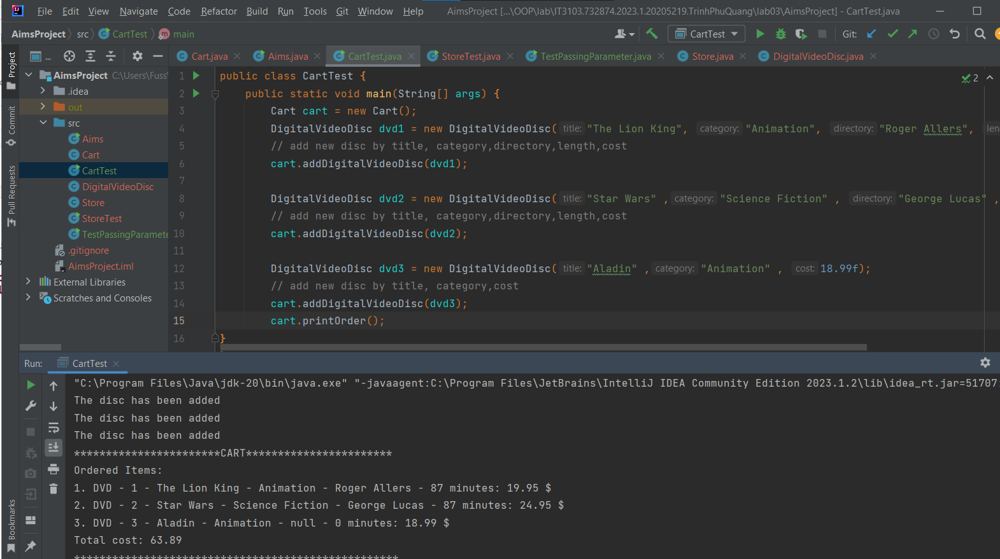 File Edit View Navigate Code Refactor Build Run Tools Git Window Help AimsProject [...\OOP\lab\IT3103.732874.2023.1.20205219.TrinhPhuQuang\lab03\AimsProject] - CartTest.java
AimsProject src CartTest main CartTest Git:
Project
Commit
Pull Requests
Bookmarks
...
Cart.java Aims.java CartTest.java StoreTest.java TestPassingParameter.java Store.java DigitalVideoDisc.java
AimsProject C:\Users\Fuss
.idea
out
src
Aims
Cart
CartTest
DigitalVideoDisc
Store
StoreTest
TestPassingParamete
.gitignore
AimsProject.iml
External Libraries
Scratches and Consoles
2
1 public class CartTest {
2 public static void main(String[] args) {
3 Cart cart = new Cart();
4 DigitalVideoDisc dvd1 = new DigitalVideoDisc( title: "The Lion King", category: "Animation", directory: "Roger Allers", len
5 // add new disc by title, category,directory,length,cost
6 cart.addDigitalVideoDisc(dvd1);
7
8 DigitalVideoDisc dvd2 = new DigitalVideoDisc( title: "Star Wars" , category: "Science Fiction" , directory: "George Lucas" ,
9 // add new disc by title, category,directory,length,cost
10 cart.addDigitalVideoDisc(dvd2);
11
12 DigitalVideoDisc dvd3 = new DigitalVideoDisc( title: "Aladin" , category: "Animation" , cost: 18.99f);
13 // add new disc by title, category,cost
14 cart.addDigitalVideoDisc(dvd3);
15 cart.printOrder();
16 }
Run: CartTest
"C:\Program Files\Java\jdk-20\bin\java.exe" "-javaagent:C:\Program Files\JetBrains\IntelliJ IDEA Community Edition 2023.1.2\lib\idea_rt.jar=51707:
The disc has been added
The disc has been added
The disc has been added
***********************CART***********************
Ordered Items:
1. DVD - 1 - The Lion King - Animation - Roger Allers - 87 minutes: 19.95 $
2. DVD - 2 - Star Wars - Science Fiction - George Lucas - 87 minutes: 24.95 $
3. DVD - 3 - Aladin - Animation - null - 0 minutes: 18.99 $
Total cost: 63.89
***************************************************